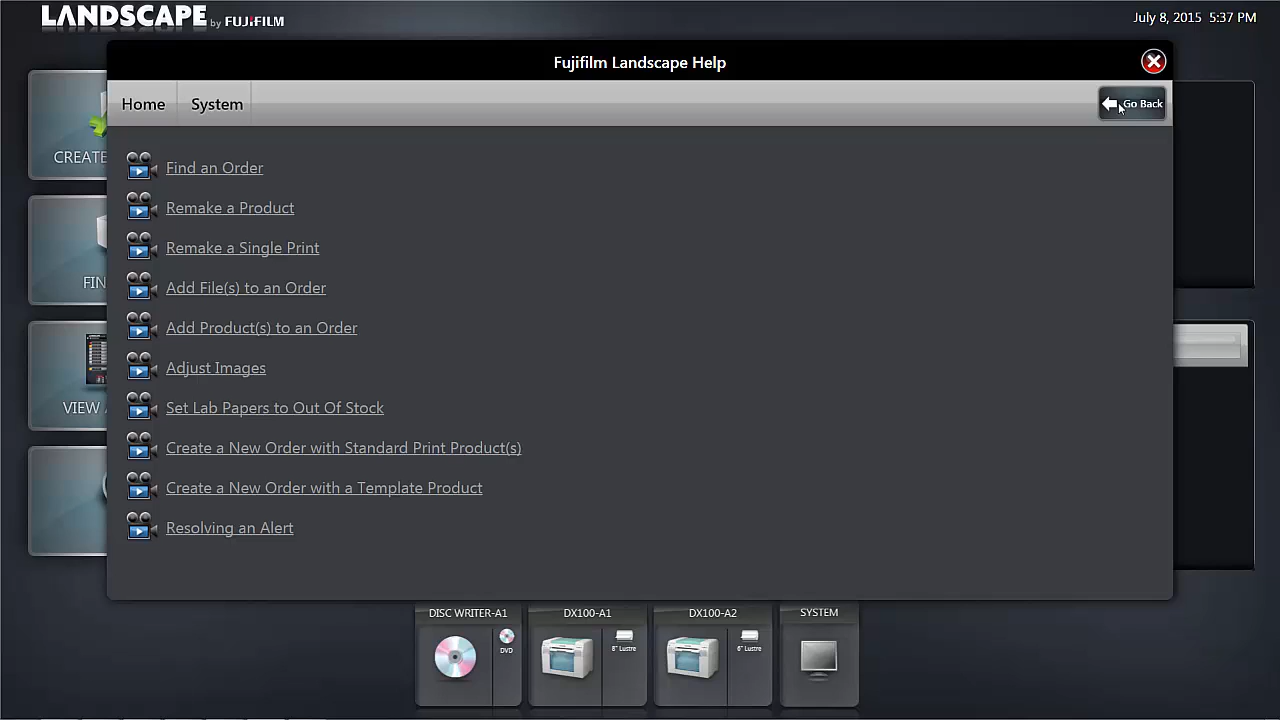 LANDSCAPE by FUJIFILM
July 8, 2015 5:37 PM
Fujifilm Landscape Help
Home
System
Go Back
CREATE
FIN
VIEW
Find an Order
Remake a Product
Remake a Single Print
Add File(s) to an Order
Add Product(s) to an Order
Adjust Images
Set Lab Papers to Out Of Stock
Create a New Order with Standard Print Product(s)
Create a New Order with a Template Product
Resolving an Alert
DISC WRITER-A1
DVD
DX100-A1
8" Lustre
DX100-A2
6" Lustre
SYSTEM